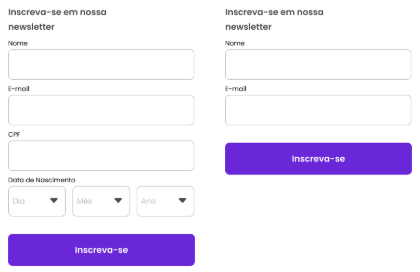 Inscreva-se em nossa
newsletter
Nome
E-mail
CPF
Data de Nascimento
Dia
Mês
Ano
Inscreva-se
Inscreva-se em nossa
newsletter
Nome
E-mail
Inscreva-se